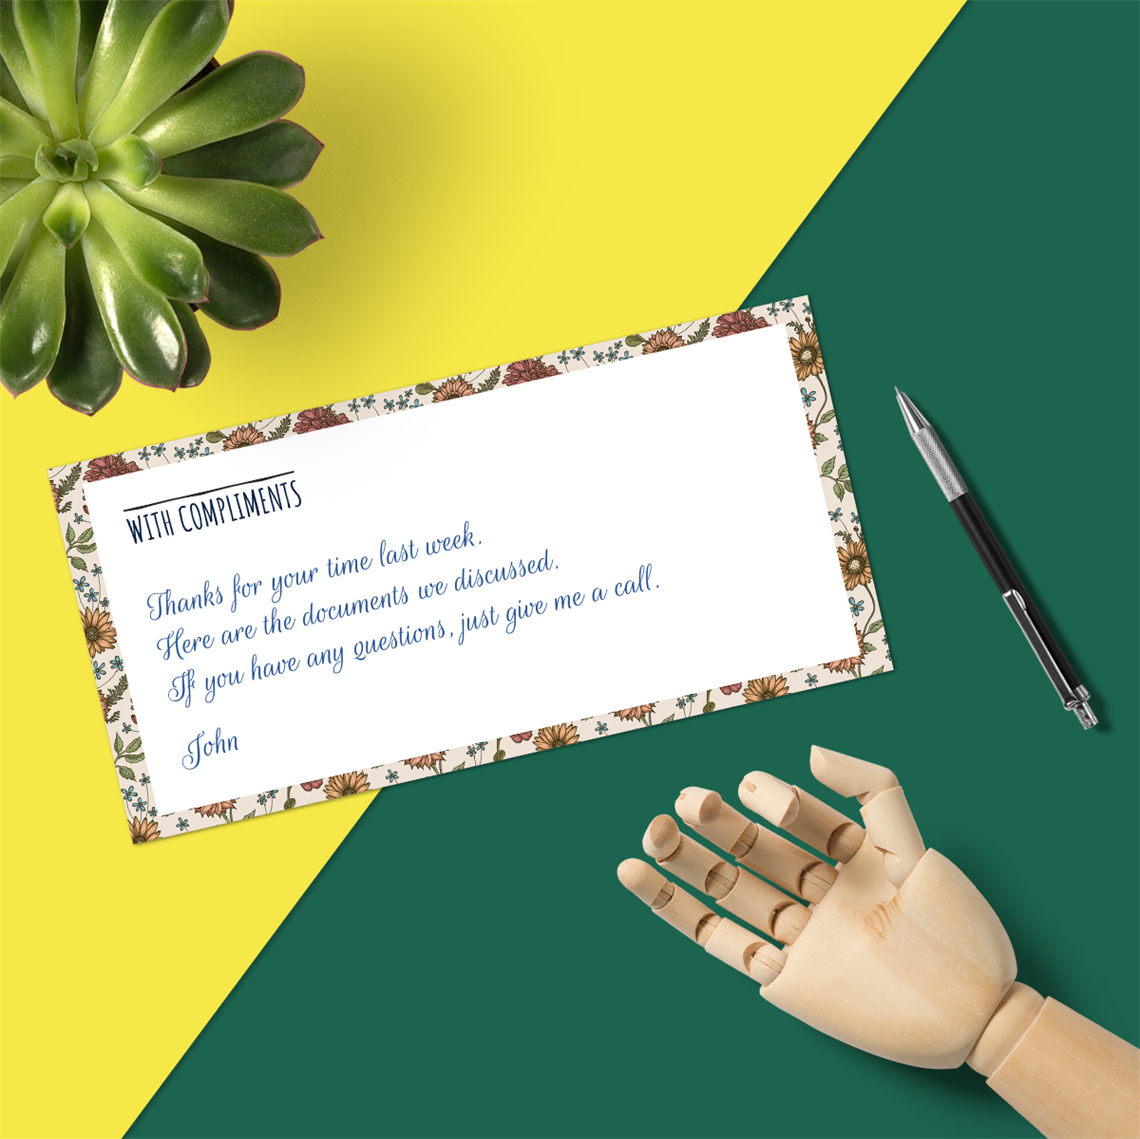 WITH COMPLIMENTS
Thanks for your time last week.
Here are the documents we discussed.
If you have any questions, just give me a call.
John